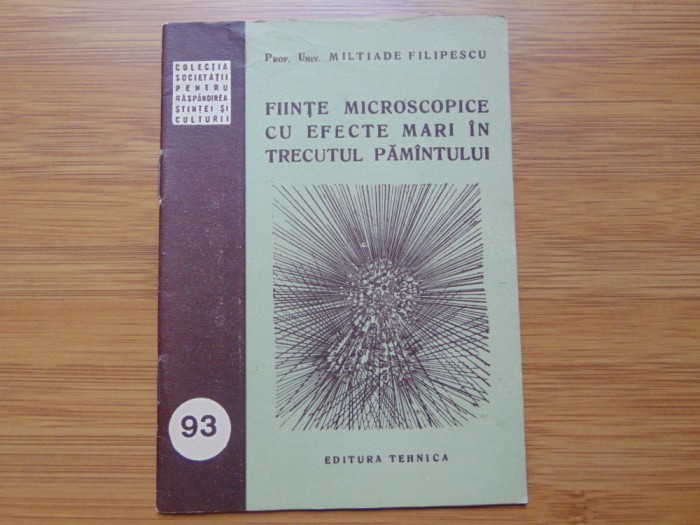 COLECȚIA
SOCIETĂȚII
PENTRU
RĂSPÂNDIREA
ȘTIINȚEI ȘI
CULTURII
PROF. UNIV. MILTIADE FILIPESCU
FIINȚE MICROSCOPICE
CU EFECTE MARI ÎN
TRECUTUL PĂMÎNTULUI
93
EDITURA TEHNICA